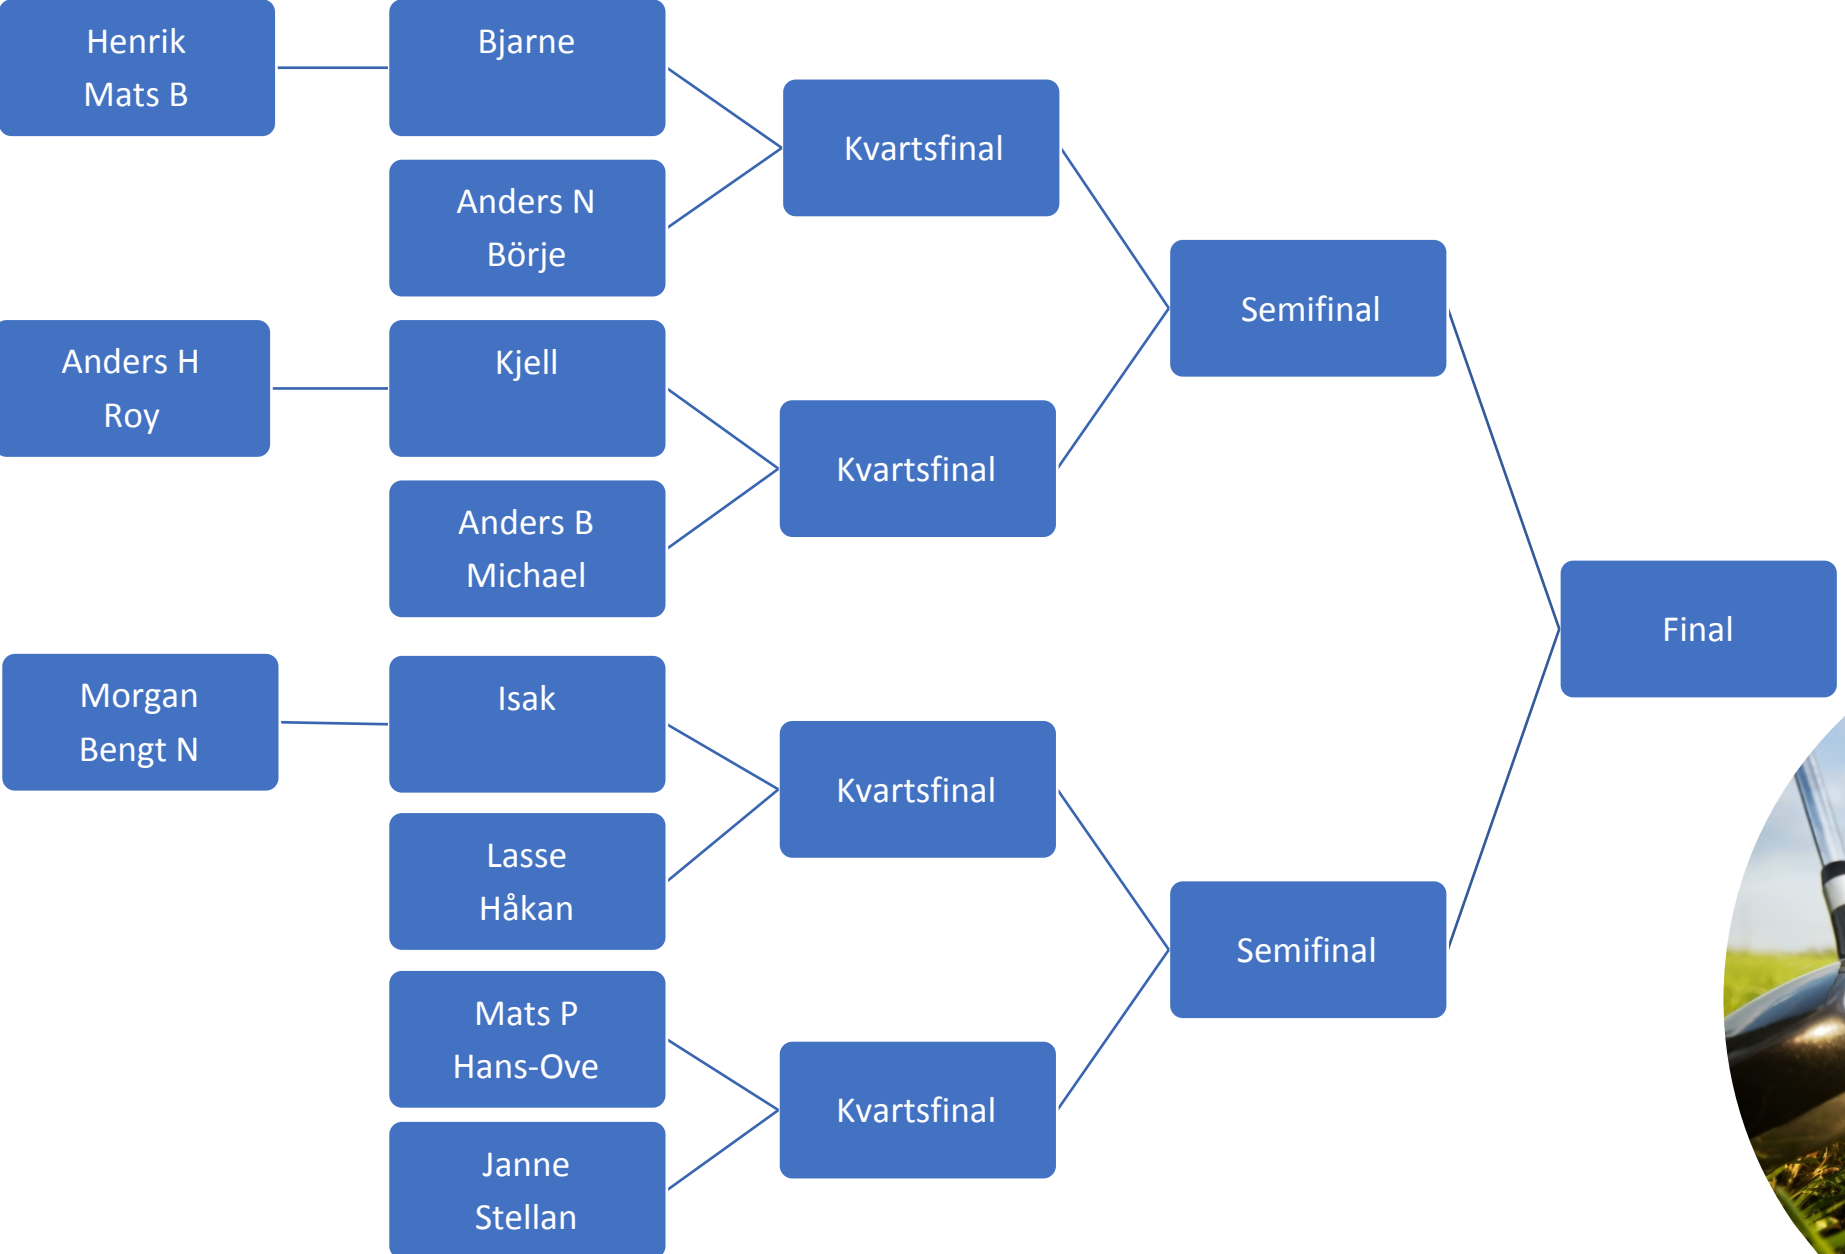 Henrik
Mats B
Bjarne
Anders N
Börje
Anders H
Roy
Kjell
Anders B
Michael
Morgan
Bengt N
Isak
Lasse
Håkan
Mats P
Hans-Ove
Janne
Stellan
Kvartsfinal
Kvartsfinal
Kvartsfinal
Kvartsfinal
Semifinal
Semifinal
Final